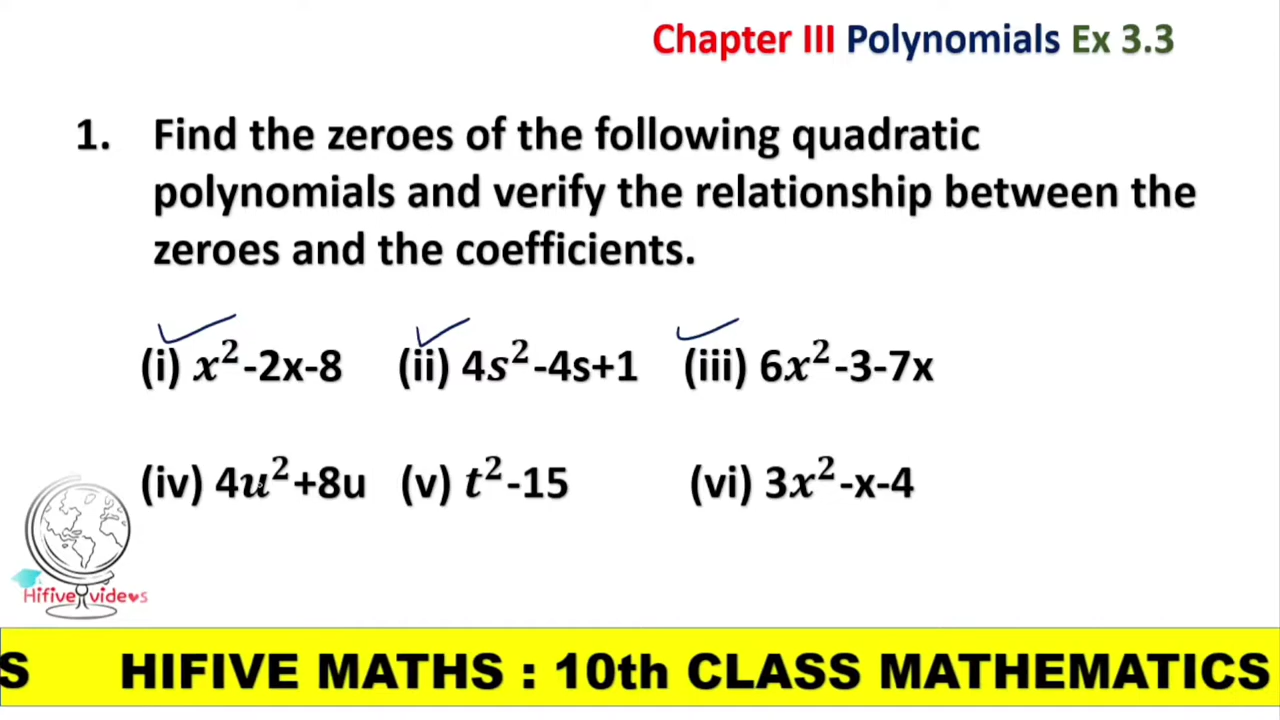 Chapter III Polynomials Ex 3.3
1. Find the zeroes of the following quadratic
polynomials and verify the relationship between the
zeroes and the coefficients.
(i) x²-2x-8 (ii) 4s²-4s+1 (iii) 6x²-3-7x
(iv) 4u²+8u (v) t²-15 (vi) 3x²-x-4
Hifive videos
S HIFIVE MATHS : 10th CLASS MATHEMATICS